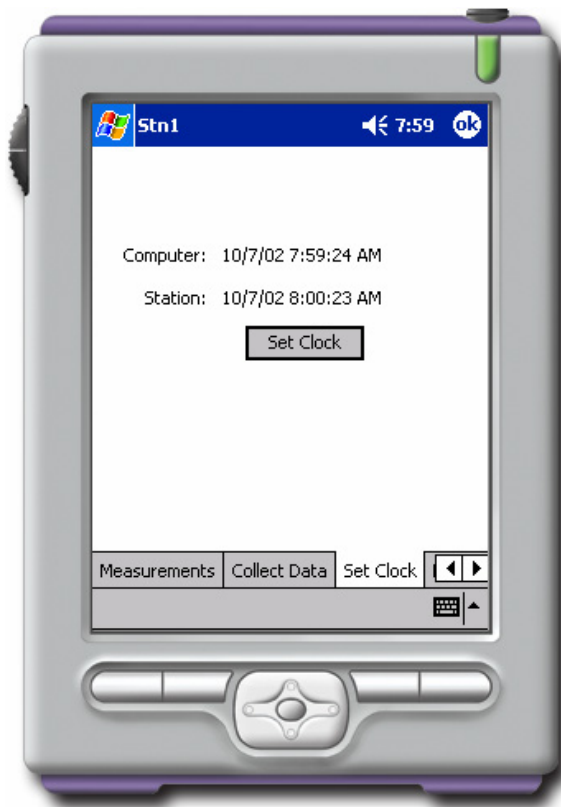 Stn1 7:59 ok
Computer: 10/7/02 7:59:24 AM
Station: 10/7/02 8:00:23 AM
Set Clock
Measurements Collect Data Set Clock